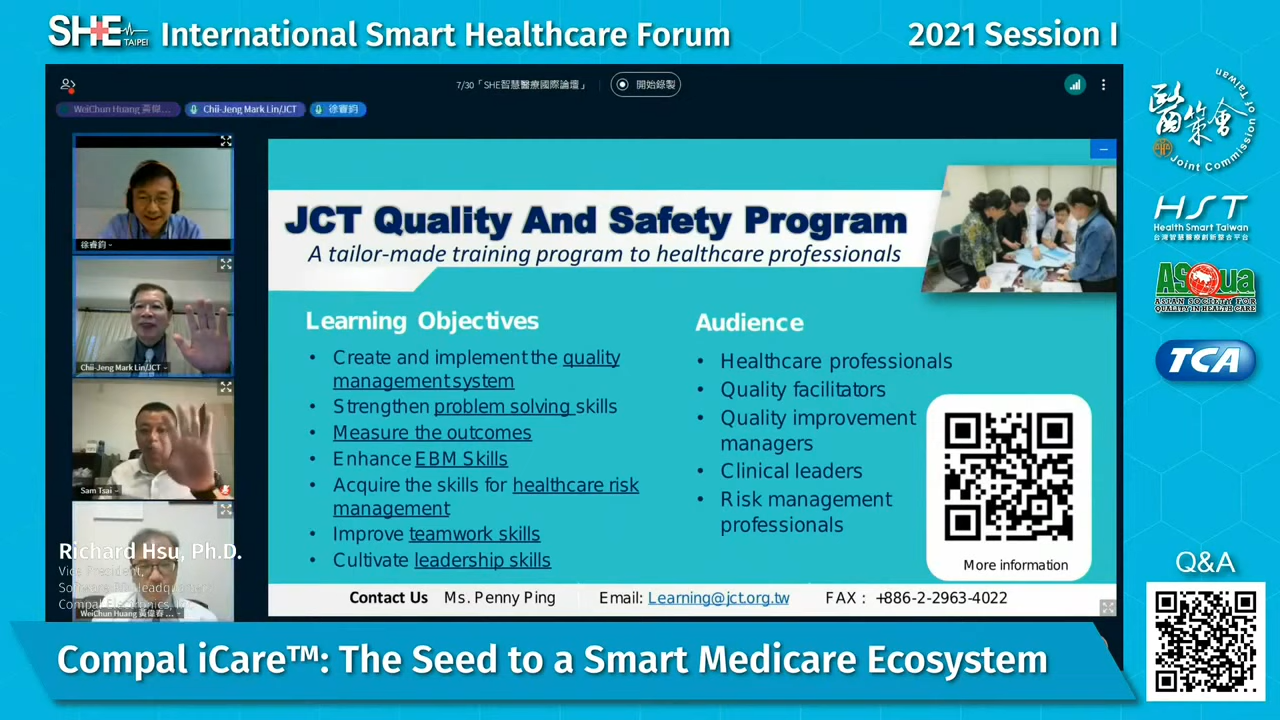 SHE TAIPEI International Smart Healthcare Forum
2021 Session I
7/30「SHE智慧醫療國際論壇」
開始錄製
WeiChun Huang 黃偉...
Chii-Jeng Mark Lin/JCT
徐睿鈞
徐睿鈞
Chii-Jeng Mark Lin/JCT
Sam Tsai
Richard Hsu, Ph.D.
Vice President,
Compal Electronics, Inc.
WeiChun Huang 黃偉春
JCT Quality And Safety Program
A tailor-made training program to healthcare professionals
Learning Objectives
• Create and implement the quality
management system
• Strengthen problem solving skills
• Measure the outcomes
• Enhance EBM Skills
• Acquire the skills for healthcare risk
management
• Improve teamwork skills
• Cultivate leadership skills
Audience
• Healthcare professionals
• Quality facilitators
• Quality improvement
managers
• Clinical leaders
• Risk management
professionals
More information
Contact Us Ms. Penny Ping Email: Learning@jct.org.tw FAX : +886-2-2963-4022
醫策會
Joint Commission of Taiwan
HST
Health Smart Taiwan
台灣智慧醫療創新整合平台
ASQua
ASIAN SOCIETY FOR
QUALITY IN HEALTH CARE
TCA
Q&A
Compal iCare™: The Seed to a Smart Medicare Ecosystem